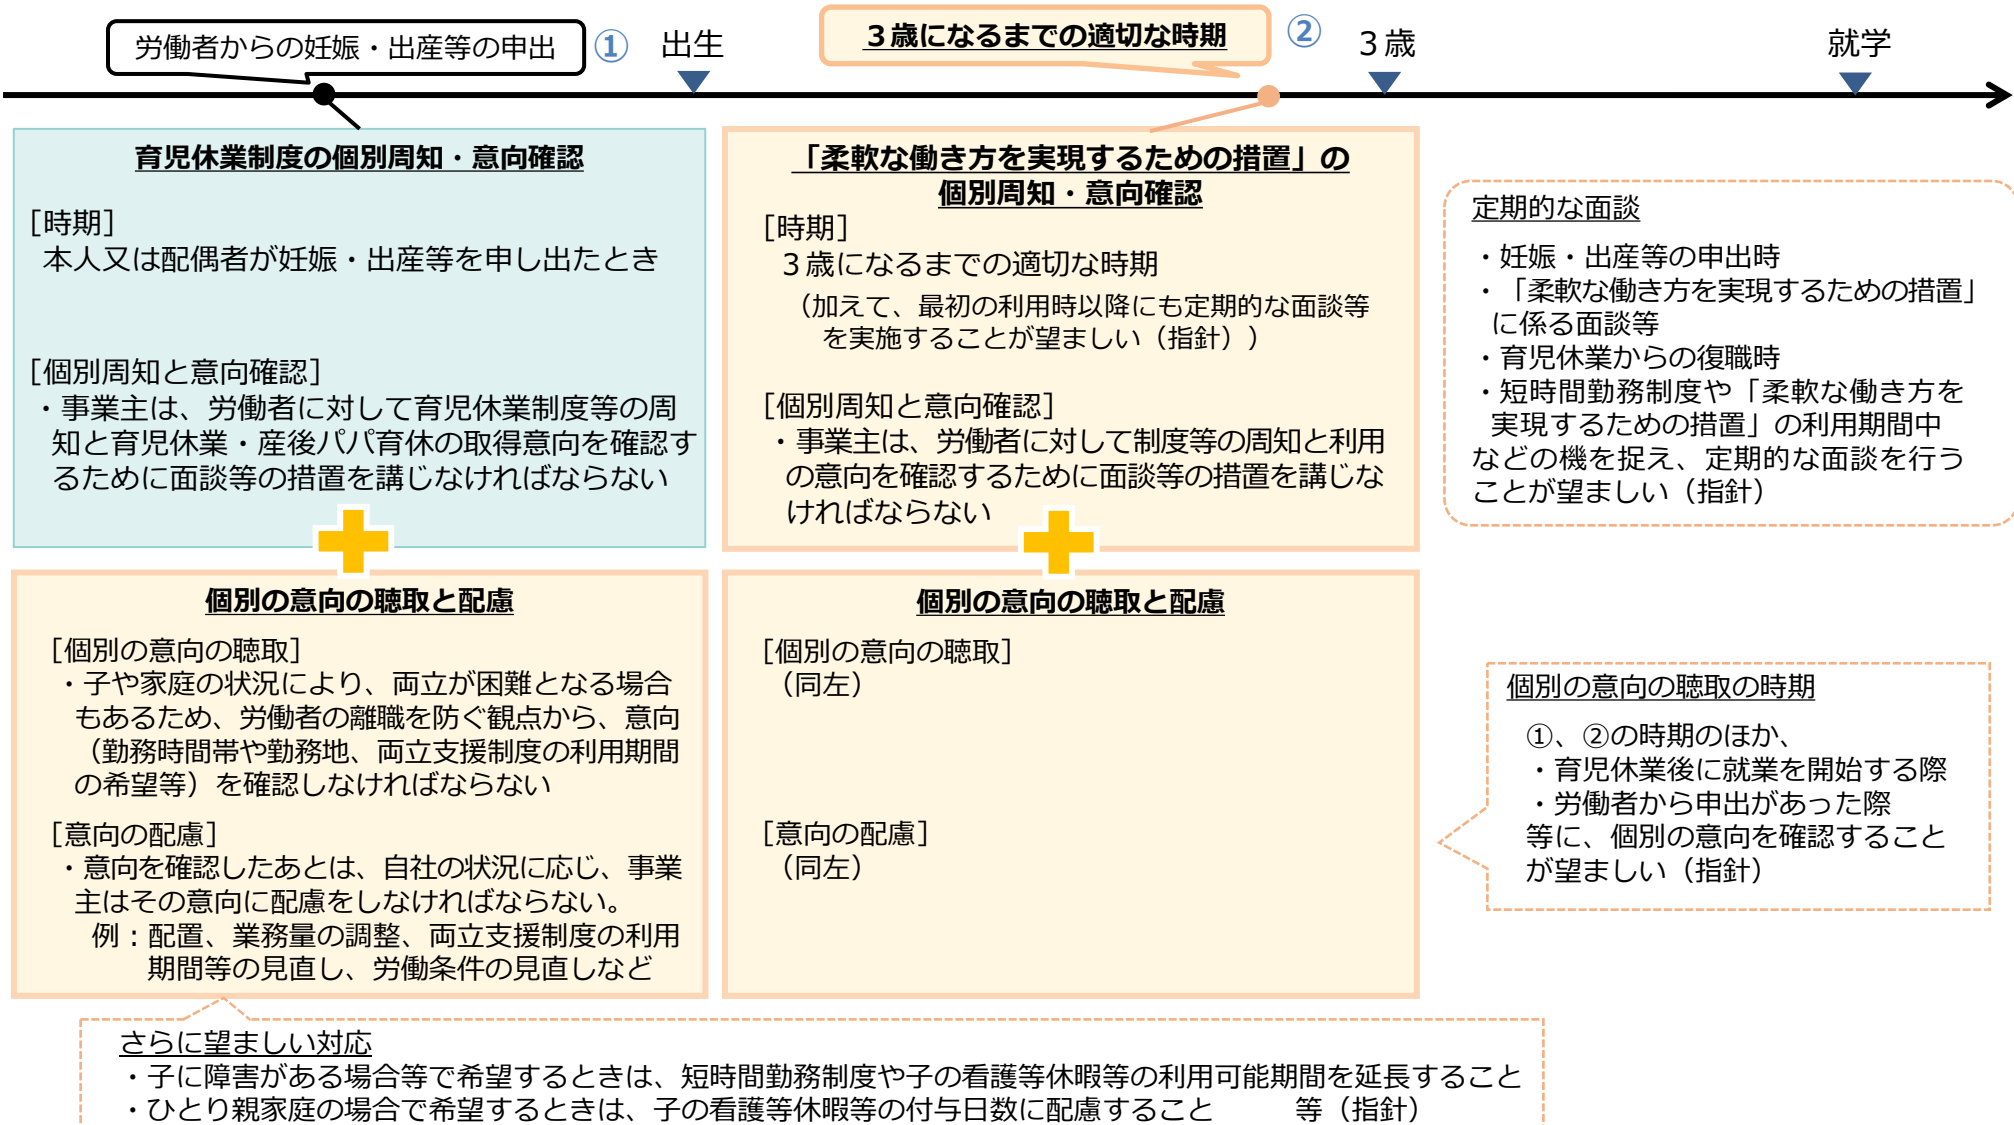 労働者からの妊娠・出産等の申出
①
出生
３歳になるまでの適切な時期
②
３歳
就学
育児休業制度の個別周知・意向確認
［時期］
本人又は配偶者が妊娠・出産等を申し出たとき
［個別周知と意向確認］
・事業主は、労働者に対して育児休業制度等の周
知と育児休業・産後パパ育休の取得意向を確認す
るために面談等の措置を講じなければならない
「柔軟な働き方を実現するための措置」の
個別周知・意向確認
［時期］
３歳になるまでの適切な時期
（加えて、最初の利用時以降にも定期的な面談等
を実施することが望ましい（指針））
［個別周知と意向確認］
・事業主は、労働者に対して制度等の周知と利用
の意向を確認するために面談等の措置を講じな
ければならない
定期的な面談
・妊娠・出産等の申出時
・「柔軟な働き方を実現するための措置」
に係る面談等
・育児休業からの復職時
・短時間勤務制度や「柔軟な働き方を
実現するための措置」の利用期間中
などの機を捉え、定期的な面談を行う
ことが望ましい（指針）
個別の意向の聴取と配慮
［個別の意向の聴取］
・子や家庭の状況により、両立が困難となる場合
もあるため、労働者の離職を防ぐ観点から、意向
（勤務時間帯や勤務地、両立支援制度の利用期間
の希望等）を確認しなければならない
［意向の配慮］
・意向を確認したあとは、自社の状況に応じ、事業
主はその意向に配慮をしなければならない。
例：配置、業務量の調整、両立支援制度の利用
期間等の見直し、労働条件の見直しなど
個別の意向の聴取と配慮
［個別の意向の聴取］
（同左）
［意向の配慮］
（同左）
個別の意向の聴取の時期
①、②の時期のほか、
・育児休業後に就業を開始する際
・労働者から申出があった際
等に、個別の意向を確認すること
が望ましい（指針）
さらに望ましい対応
・子に障害がある場合等で希望するときは、短時間勤務制度や子の看護等休暇等の利用可能期間を延長すること
・ひとり親家庭の場合で希望するときは、子の看護等休暇等の付与日数に配慮すること　　　等（指針）